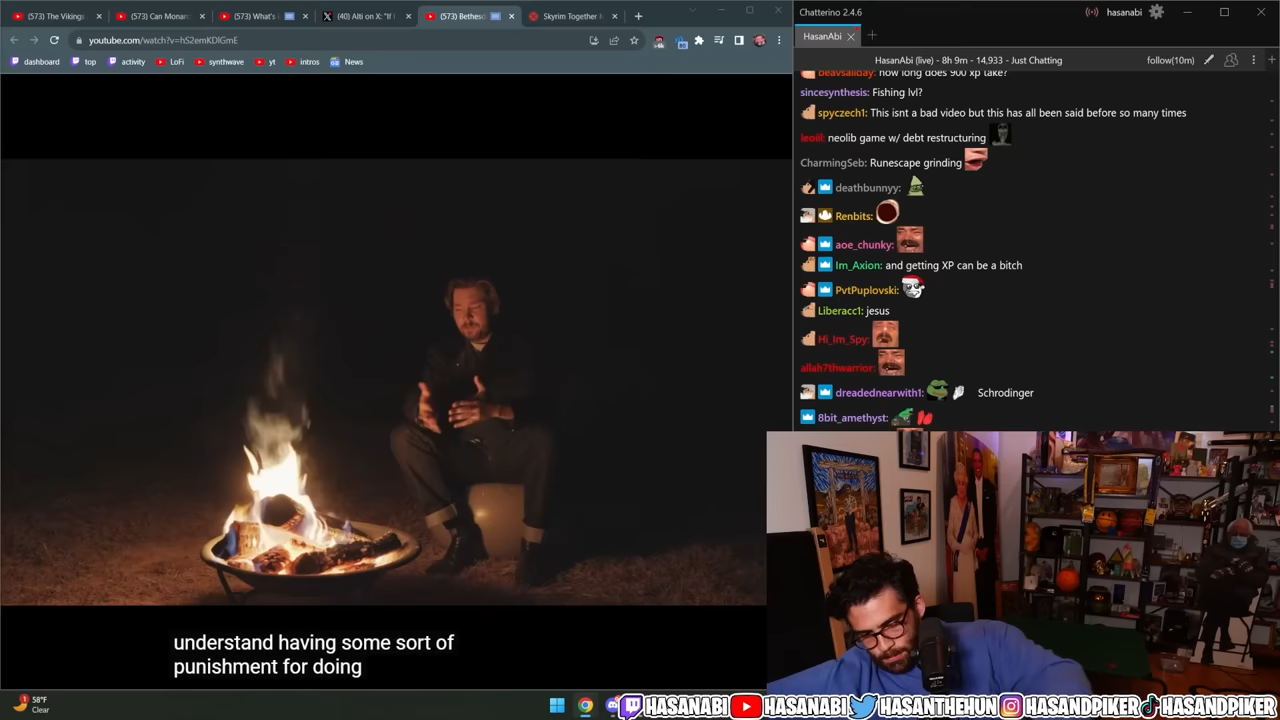 (573) The Vikings
(573) Can Monar
(573) What's i
(40) Alti on X: "If
(573) Bethes
Skyrim Together
youtube.com/watch?v=hS2emKDlGmE
dashboard
top
activity
LoFi
synthwave
yt
intros
News
understand having some sort of
punishment for doing
58°F
Clear
Chatterino 2.4.6
hasanabi
HasanAbi
HasanAbi (live) - 8h 9m - 14,933 - Just Chatting
follow(10m)
beavsallday: how long does 900 xp take?
sincesynthesis: Fishing lvl?
spyczech1: This isnt a bad video but this has all been said before so many times
leoiil: neolib game w/ debt restructuring
CharmingSeb: Runescape grinding
deathbunnyy:
Renbits:
aoe_chunky:
Im_Axion: and getting XP can be a bitch
PvtPuplovski:
Liberacc1: jesus
Hi_Im_Spy:
allah7thwarrior:
dreadednearwith1: Schrodinger
8bit_amethyst:
HASANABI
HASANABI
HASANTHEHUN
HASANDPIKER
HASANDPIKER